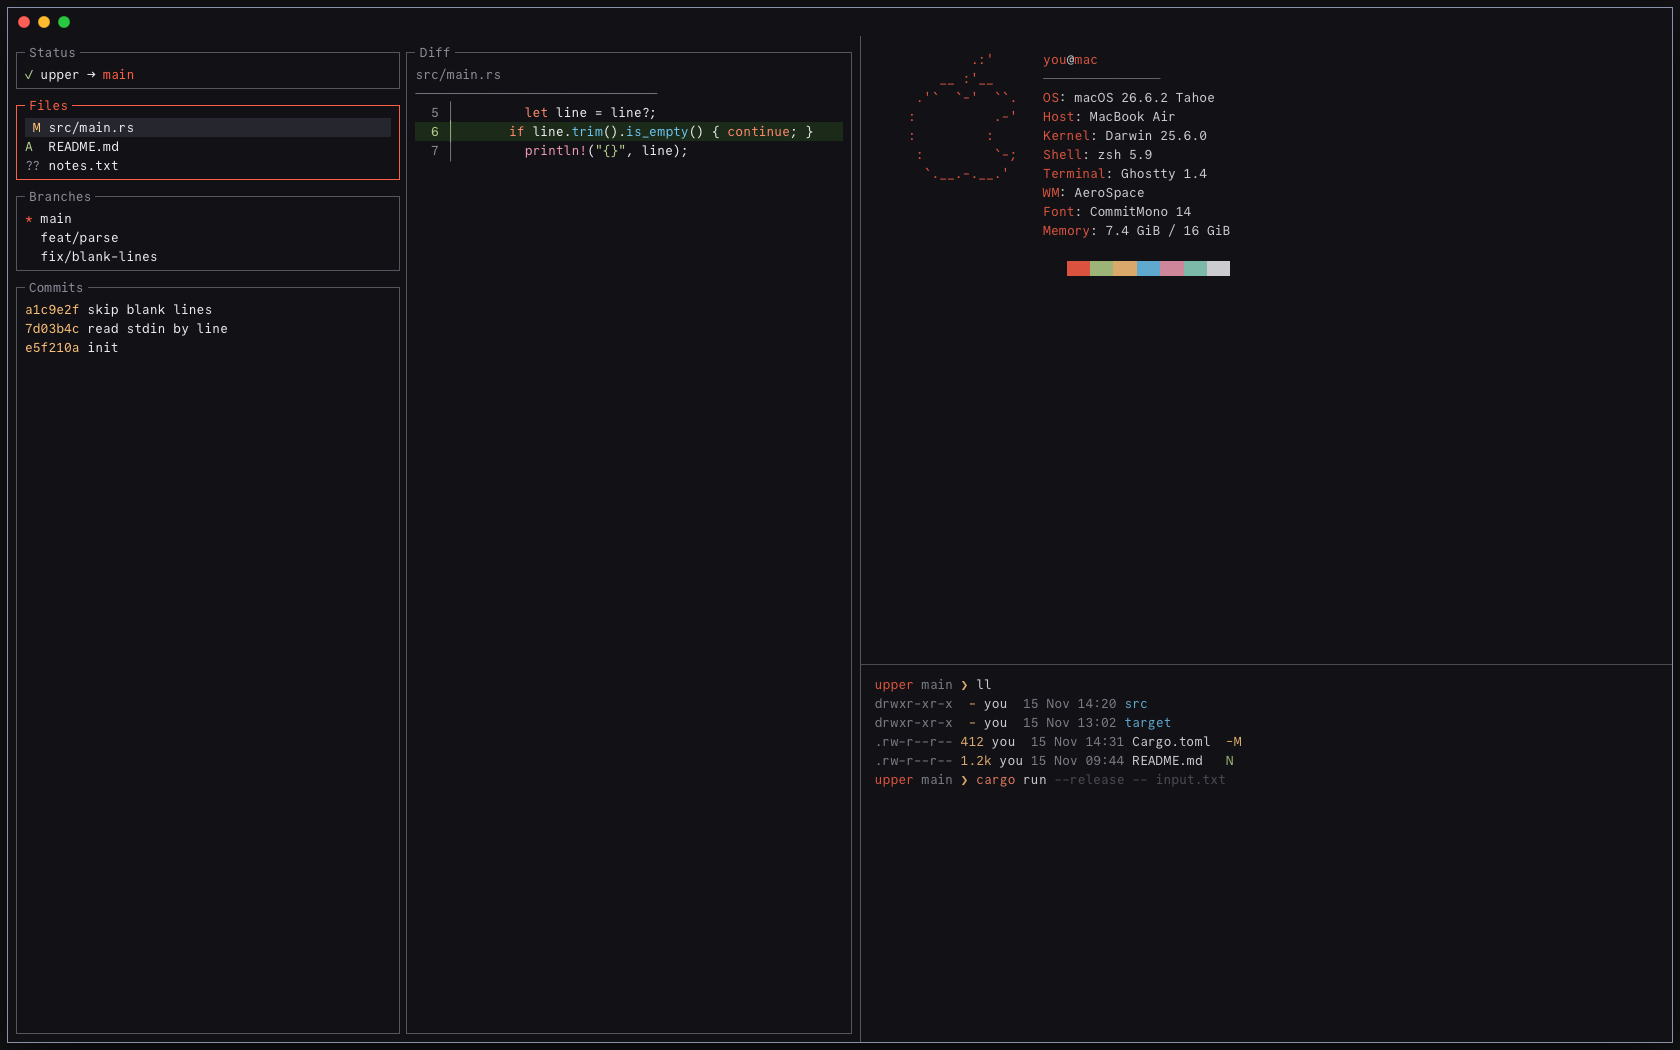 Status
✓ upper → main
Files
M src/main.rs
A README.md
?? notes.txt
Branches
* main
feat/parse
fix/blank-lines
Commits
a1c9e2f skip blank lines
7d03b4c read stdin by line
e5f210a init
Diff
src/main.rs
5 │ let line = line?;
6 │ if line.trim().is_empty() { continue; }
7 │ println!("{}", line);
          .:'
      __ :'__
   .'`  `-'  ``.
  :          .-'
  :         :
   :         `-;
    `.__.-.__.'
you@mac
OS: macOS 26.6.2 Tahoe
Host: MacBook Air
Kernel: Darwin 25.6.0
Shell: zsh 5.9
Terminal: Ghostty 1.4
WM: AeroSpace
Font: CommitMono 14
Memory: 7.4 GiB / 16 GiB
upper main ❯ ll
drwxr-xr-x  - you  15 Nov 14:20 src
drwxr-xr-x  - you  15 Nov 13:02 target
.rw-r--r-- 412 you  15 Nov 14:31 Cargo.toml  -M
.rw-r--r-- 1.2k you 15 Nov 09:44 README.md   N
upper main ❯ cargo run --release -- input.txt